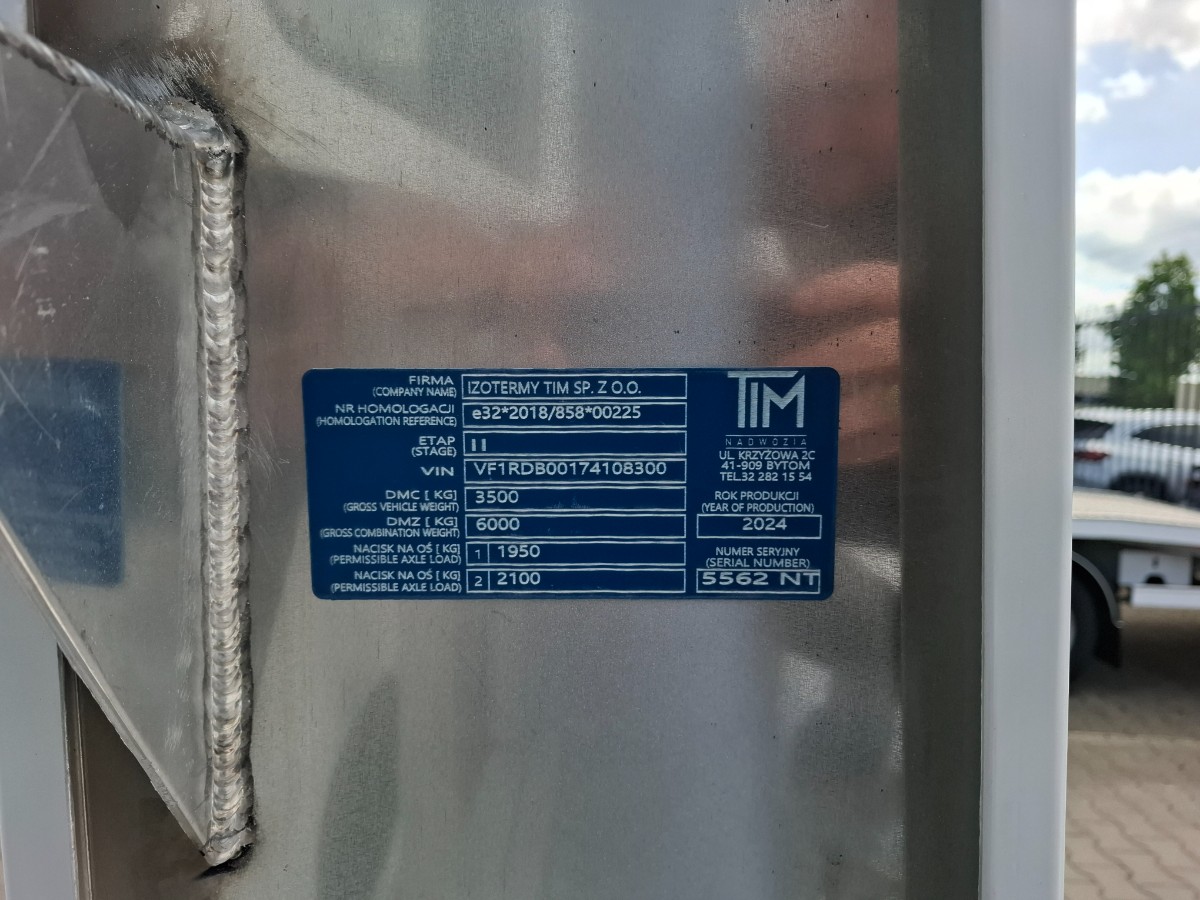 FIRMA
(COMPANY NAME)
IZOTERMY TIM SP. Z O.O.
NR HOMOLOGACJI
(HOMOLOGATION REFERENCE)
e32*2018/858*00225
ETAP
(STAGE)
II
VIN
VF1RDB00174108300
DMC [ KG]
(GROSS VEHICLE WEIGHT)
3500
DMZ [ KG]
(GROSS COMBINATION WEIGHT)
6000
NACISK NA OŚ [ KG]
(PERMISSIBLE AXLE LOAD)
1 1950
NACISK NA OŚ [ KG]
(PERMISSIBLE AXLE LOAD)
2 2100
TIM
NADWOZIA
UL KRZYŻOWA 2C
41-909 BYTOM
TEL.32 282 15 54
ROK PRODUKCJI
(YEAR OF PRODUCTION)
2024
NUMER SERYJNY
(SERIAL NUMBER)
5562 NT